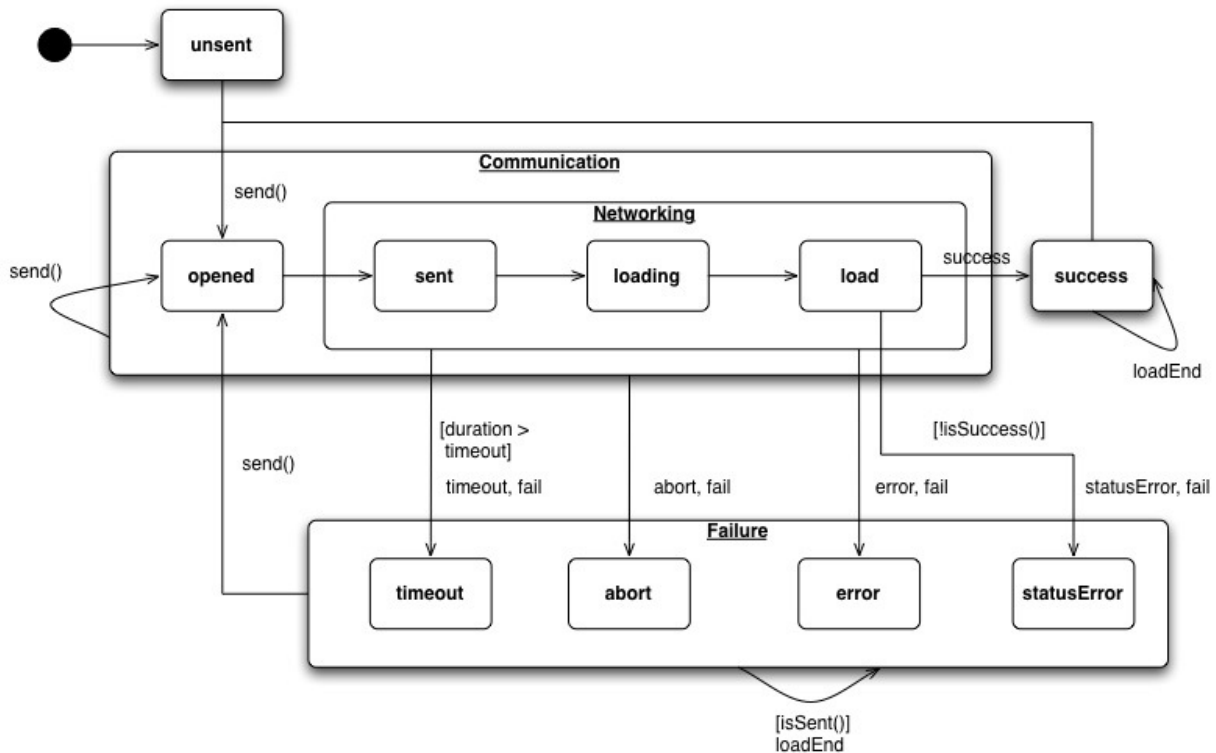 unsent
Communication
send()
Networking
send()
opened
sent
loading
load
success
success
loadEnd
[duration >
timeout]
[!isSuccess()]
send()
timeout, fail
abort, fail
error, fail
statusError, fail
Failure
timeout
abort
error
statusError
[isSent()]
loadEnd